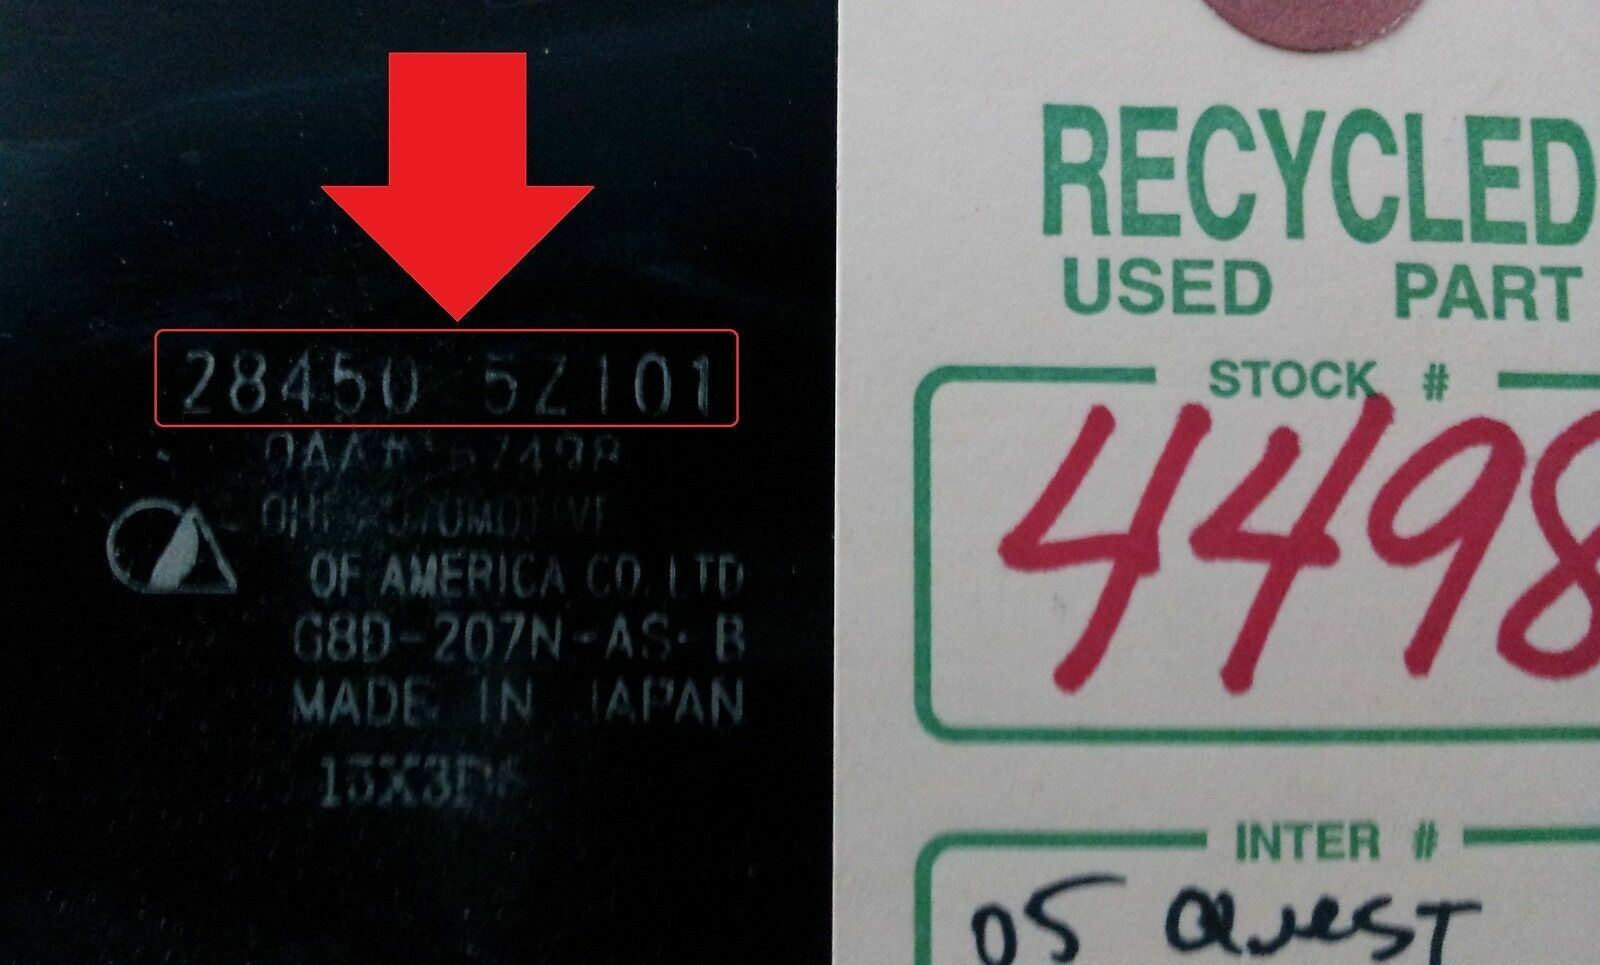 28450 5Z101
OF AMERICA CO. LTD
G8D-207N-AS-B
MADE IN JAPAN
RECYCLED
USED PART
STOCK #
4498
INTER #
05 QUEST